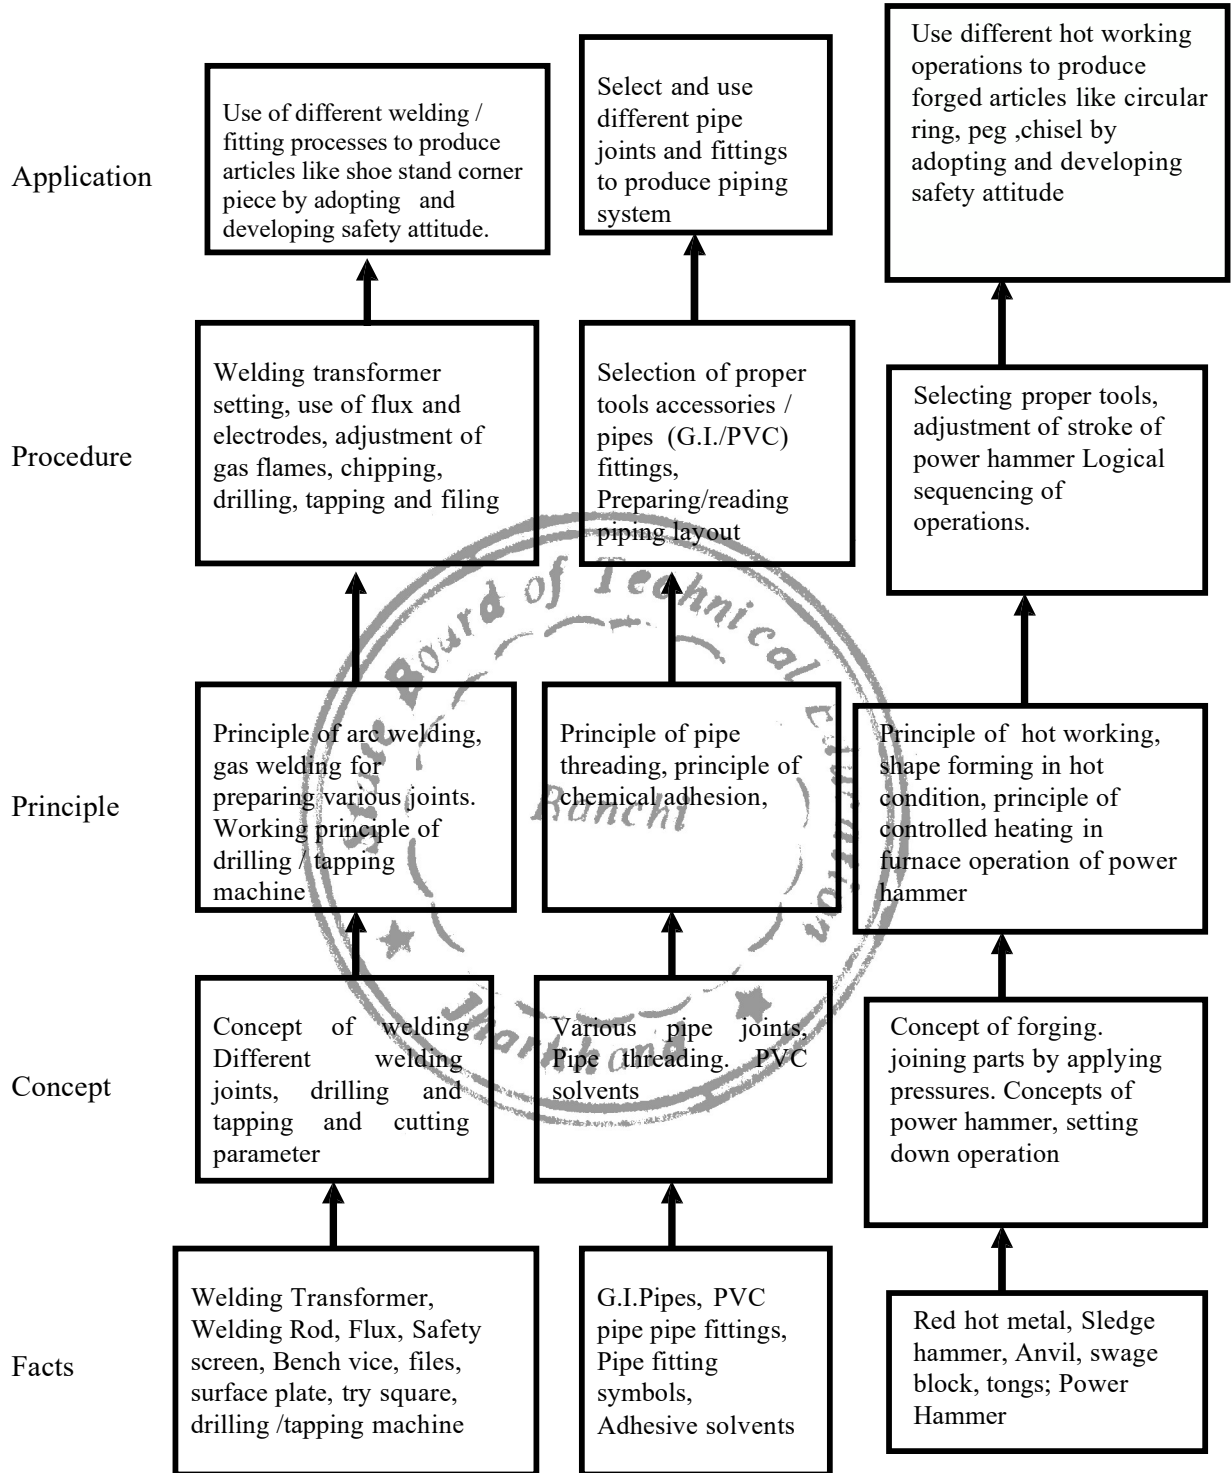 Application
Use of different welding /
fitting processes to produce
articles like shoe stand corner
piece by adopting and
developing safety attitude.
Select and use
different pipe
joints and fittings
to produce piping
system
Use different hot working
operations to produce
forged articles like circular
ring, peg ,chisel by
adopting and developing
safety attitude
Procedure
Welding transformer
setting, use of flux and
electrodes, adjustment of
gas flames, chipping,
drilling, tapping and filing
Selection of proper
tools accessories /
pipes (G.I./PVC)
fittings,
Preparing/reading
piping layout
Selecting proper tools,
adjustment of stroke of
power hammer Logical
sequencing of
operations.
Principle
Principle of arc welding,
gas welding for
preparing various joints.
Working principle of
drilling / tapping
machine
Principle of pipe
threading, principle of
chemical adhesion,
Principle of hot working,
shape forming in hot
condition, principle of
controlled heating in
furnace operation of power
hammer
Concept
Concept of welding
Different welding
joints, drilling and
tapping and cutting
parameter
Various pipe joints,
Pipe threading. PVC
solvents
Concept of forging.
joining parts by applying
pressures. Concepts of
power hammer, setting
down operation
Facts
Welding Transformer,
Welding Rod, Flux, Safety
screen, Bench vice, files,
surface plate, try square,
drilling /tapping machine
G.I.Pipes, PVC
pipe pipe fittings,
Pipe fitting
symbols,
Adhesive solvents
Red hot metal, Sledge
hammer, Anvil, swage
block, tongs; Power
Hammer
State Board of Technical Education
Ranchi
Jharkhand